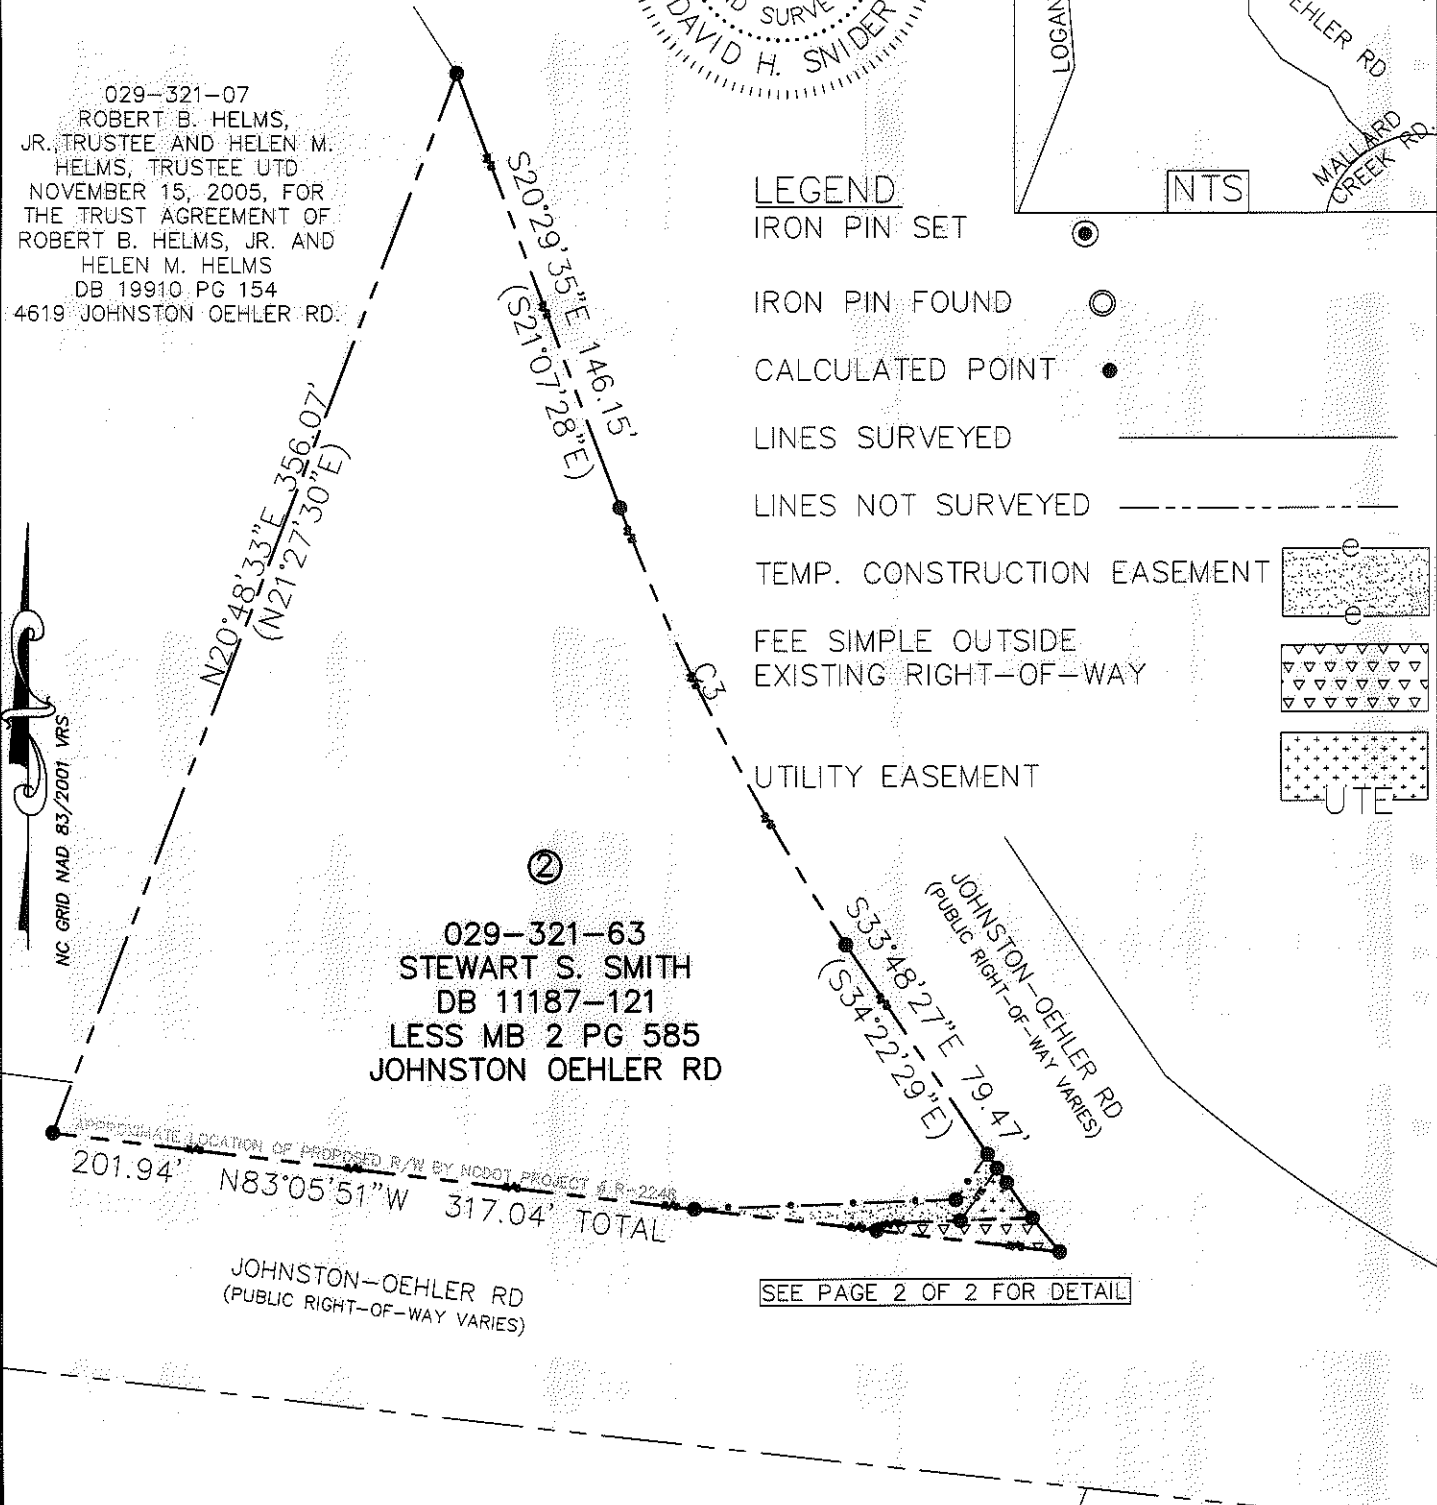 D SURVE
DAVID H. SNIDER
LOGAN
EHLER RD
MALLARD
CREEK RD.
NTS
029-321-07
ROBERT B. HELMS,
JR.,TRUSTEE AND HELEN M.
HELMS, TRUSTEE UTD
NOVEMBER 15, 2005, FOR
THE TRUST AGREEMENT OF
ROBERT B. HELMS, JR. AND
HELEN M. HELMS
DB 19910 PG 154
4619 JOHNSTON OEHLER RD.
S20°29'35"E 146.15'
(S21°07'28"E)
LEGEND
IRON PIN SET
IRON PIN FOUND
CALCULATED POINT
LINES SURVEYED
LINES NOT SURVEYED
TEMP. CONSTRUCTION EASEMENT
e
e
FEE SIMPLE OUTSIDE
EXISTING RIGHT-OF-WAY
UTILITY EASEMENT
UTE
N20°48'33"E 356.07'
(N21°27'30"E)
C3
NC GRID NAD 83/2001 VRS
2
029-321-63
STEWART S. SMITH
DB 11187-121
LESS MB 2 PG 585
JOHNSTON OEHLER RD
S33°48'27"E 79.47'
(S34°22'29"E)
JOHNSTON-OEHLER RD
(PUBLIC RIGHT-OF-WAY VARIES)
APPROXIMATE LOCATION OF PROPOSED R/W BY NCDOT PROJECT # R-2248
201.94' N83°05'51"W 317.04' TOTAL
JOHNSTON-OEHLER RD
(PUBLIC RIGHT-OF-WAY VARIES)
SEE PAGE 2 OF 2 FOR DETAIL